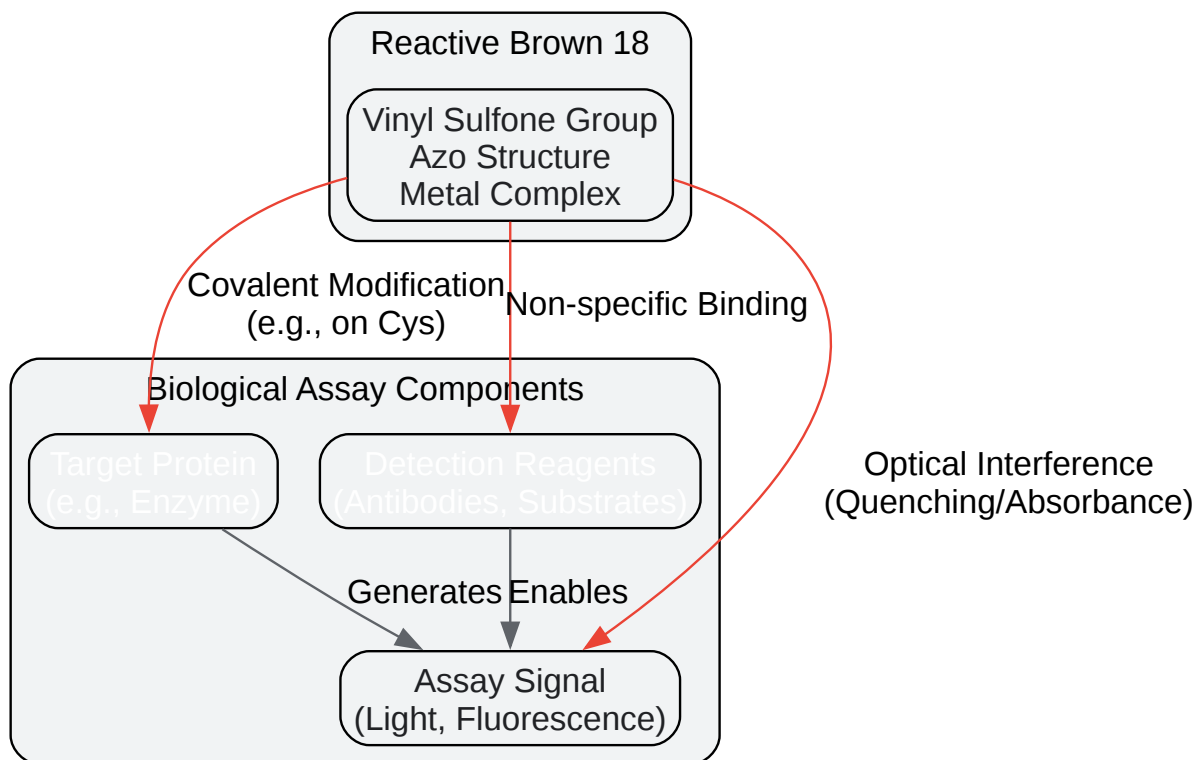 Reactive Brown 18
Vinyl Sulfone Group
Azo Structure
Metal Complex
Covalent Modification
(e.g., on Cys)
Non-specific Binding
Biological Assay Components
Target Protein
(e.g., Enzyme)
Detection Reagents
(Antibodies, Substrates)
Optical Interference
(Quenching/Absorbance)
Generates
Enables
Assay Signal
(Light, Fluorescence)